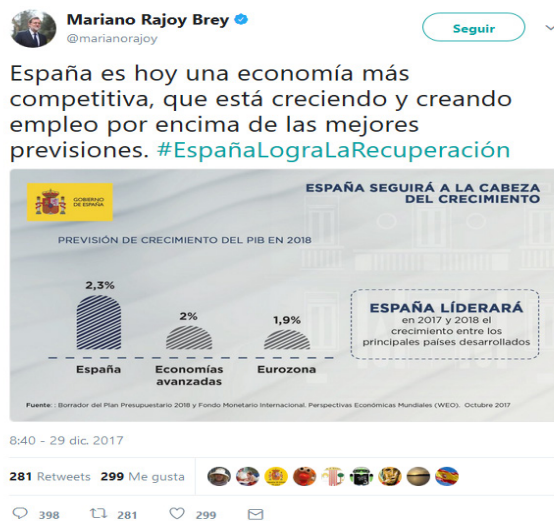 Mariano Rajoy Brey
@marianorajoy
Seguir
España es hoy una economía más
competitiva, que está creciendo y creando
empleo por encima de las mejores
previsiones. #EspañaLograLaRecuperación
GOBIERNO
DE ESPAÑA
ESPAÑA SEGUIRÁ A LA CABEZA
DEL CRECIMIENTO
PREVISIÓN DE CRECIMIENTO DEL PIB EN 2018
2,3%
2%
1,9%
España
Economías
avanzadas
Eurozona
ESPAÑA LÍDERARÁ
en 2017 y 2018 el
crecimiento entre los
principales países desarrollados
Fuente: : Borrador del Plan Presupuestario 2018 y Fondo Monetario Internacional. Perspectivas Económicas Mundiales (WEO). Octubre 2017
8:40 - 29 dic. 2017
281 Retweets 299 Me gusta
398 281 299